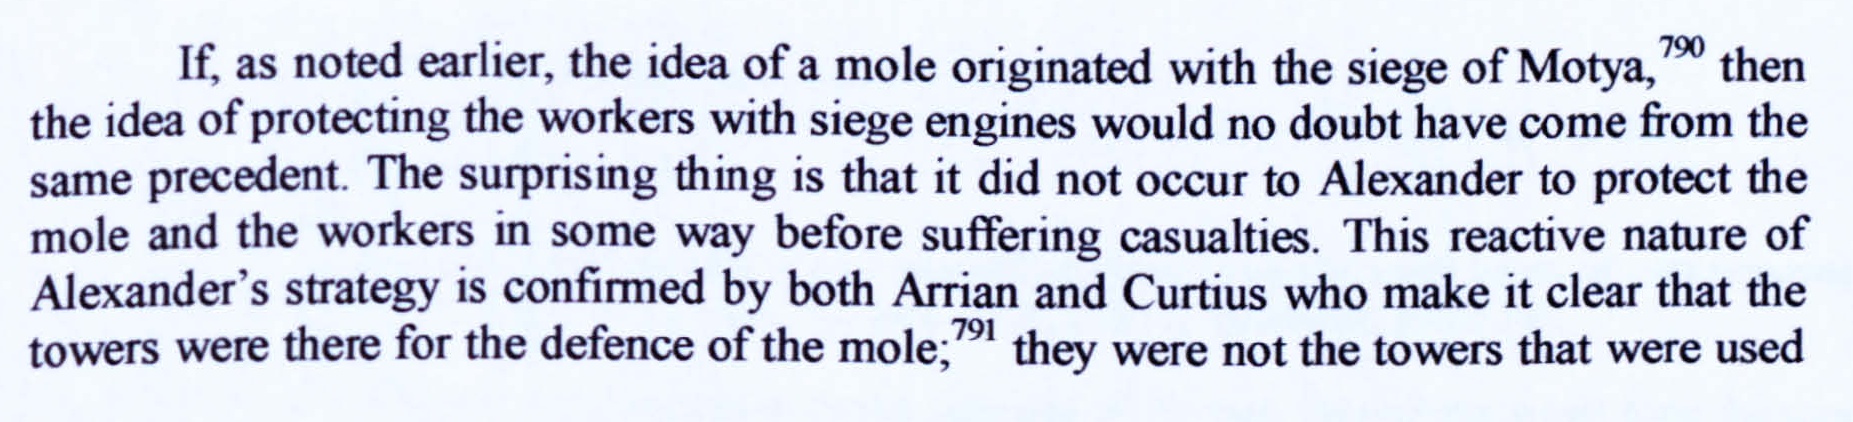 If, as noted earlier, the idea of a mole originated with the siege of Motya,790 then
the idea of protecting the workers with siege engines would no doubt have come from the
same precedent. The surprising thing is that it did not occur to Alexander to protect the
mole and the workers in some way before suffering casualties. This reactive nature of
Alexander's strategy is confirmed by both Arrian and Curtius who make it clear that the
towers were there for the defence of the mole;791 they were not the towers that were used